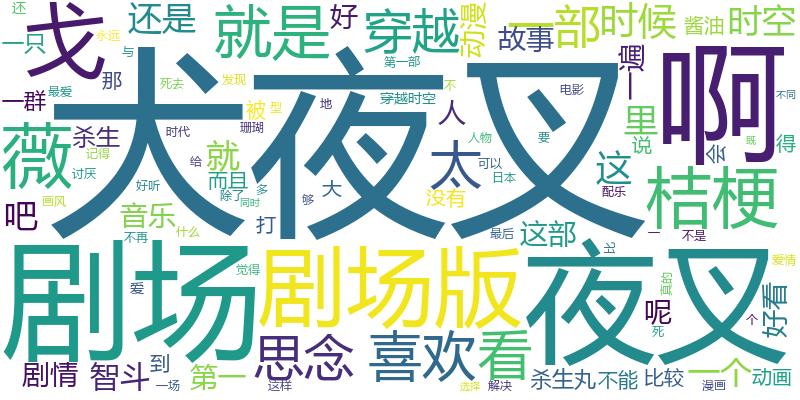 还
还是
就是
好
穿越
动漫
一部
时候
酱油
时空
一只
永远
戈
与
故事
第一部
那
死去
发现
一遍
啊
一群
最爱
犬夜叉
被
型
穿越时空
不
电影
不同
薇
杀生
时代
珊瑚
地
人
里
说
会
既
得
记得
给
就
太
人物
要
讨厌
好听
而且
多
大
可以
这
桔梗
吧
画风
音乐
除了
同时
够
没有
日本
配乐
打
不再
什么
最后
这部
一
不是
剧场
剧场版
夜叉
比
爱情
觉得
真的
爱
呢
个
好看
死
剧情
智斗
到
思念
喜欢
看
一场
第一
这样
选择
解决
杀生丸
不能
比较
漫画
一个
动画